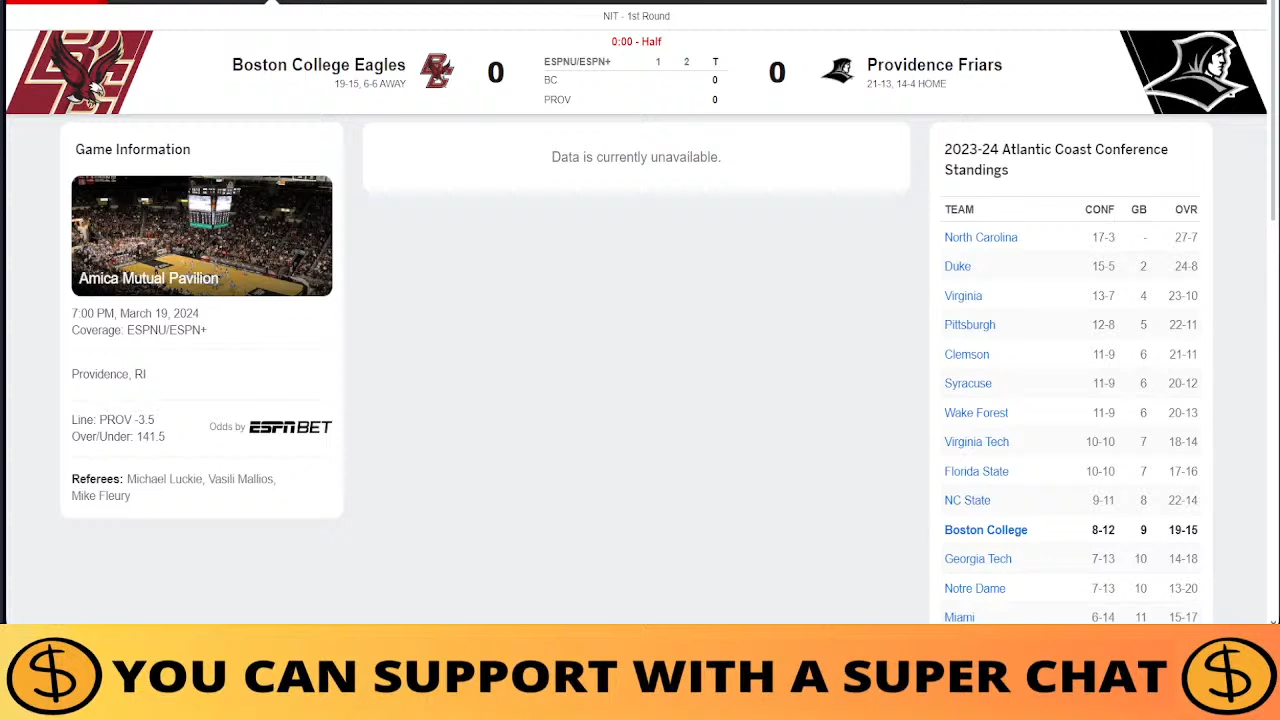 NIT - 1st Round
0:00 - Half
Boston College Eagles
19-15, 6-6 AWAY
0
ESPNU/ESPN+ 1 2 T
BC 0
PROV 0
0
Providence Friars
21-13, 14-4 HOME
Game Information
Amica Mutual Pavilion
7:00 PM, March 19, 2024
Coverage: ESPNU/ESPN+
Providence, RI
Line: PROV -3.5
Over/Under: 141.5
Odds by ESPN BET
Referees: Michael Luckie, Vasili Mallios,
Mike Fleury
Data is currently unavailable.
2023-24 Atlantic Coast Conference
Standings
TEAM CONF GB OVR
North Carolina 17-3 - 27-7
Duke 15-5 2 24-8
Virginia 13-7 4 23-10
Pittsburgh 12-8 5 22-11
Clemson 11-9 6 21-11
Syracuse 11-9 6 20-12
Wake Forest 11-9 6 20-13
Virginia Tech 10-10 7 18-14
Florida State 10-10 7 17-16
NC State 9-11 8 22-14
Boston College 8-12 9 19-15
Georgia Tech 7-13 10 14-18
Notre Dame 7-13 10 13-20
Miami 6-14 11 15-17
$ YOU CAN SUPPORT WITH A SUPER CHAT $